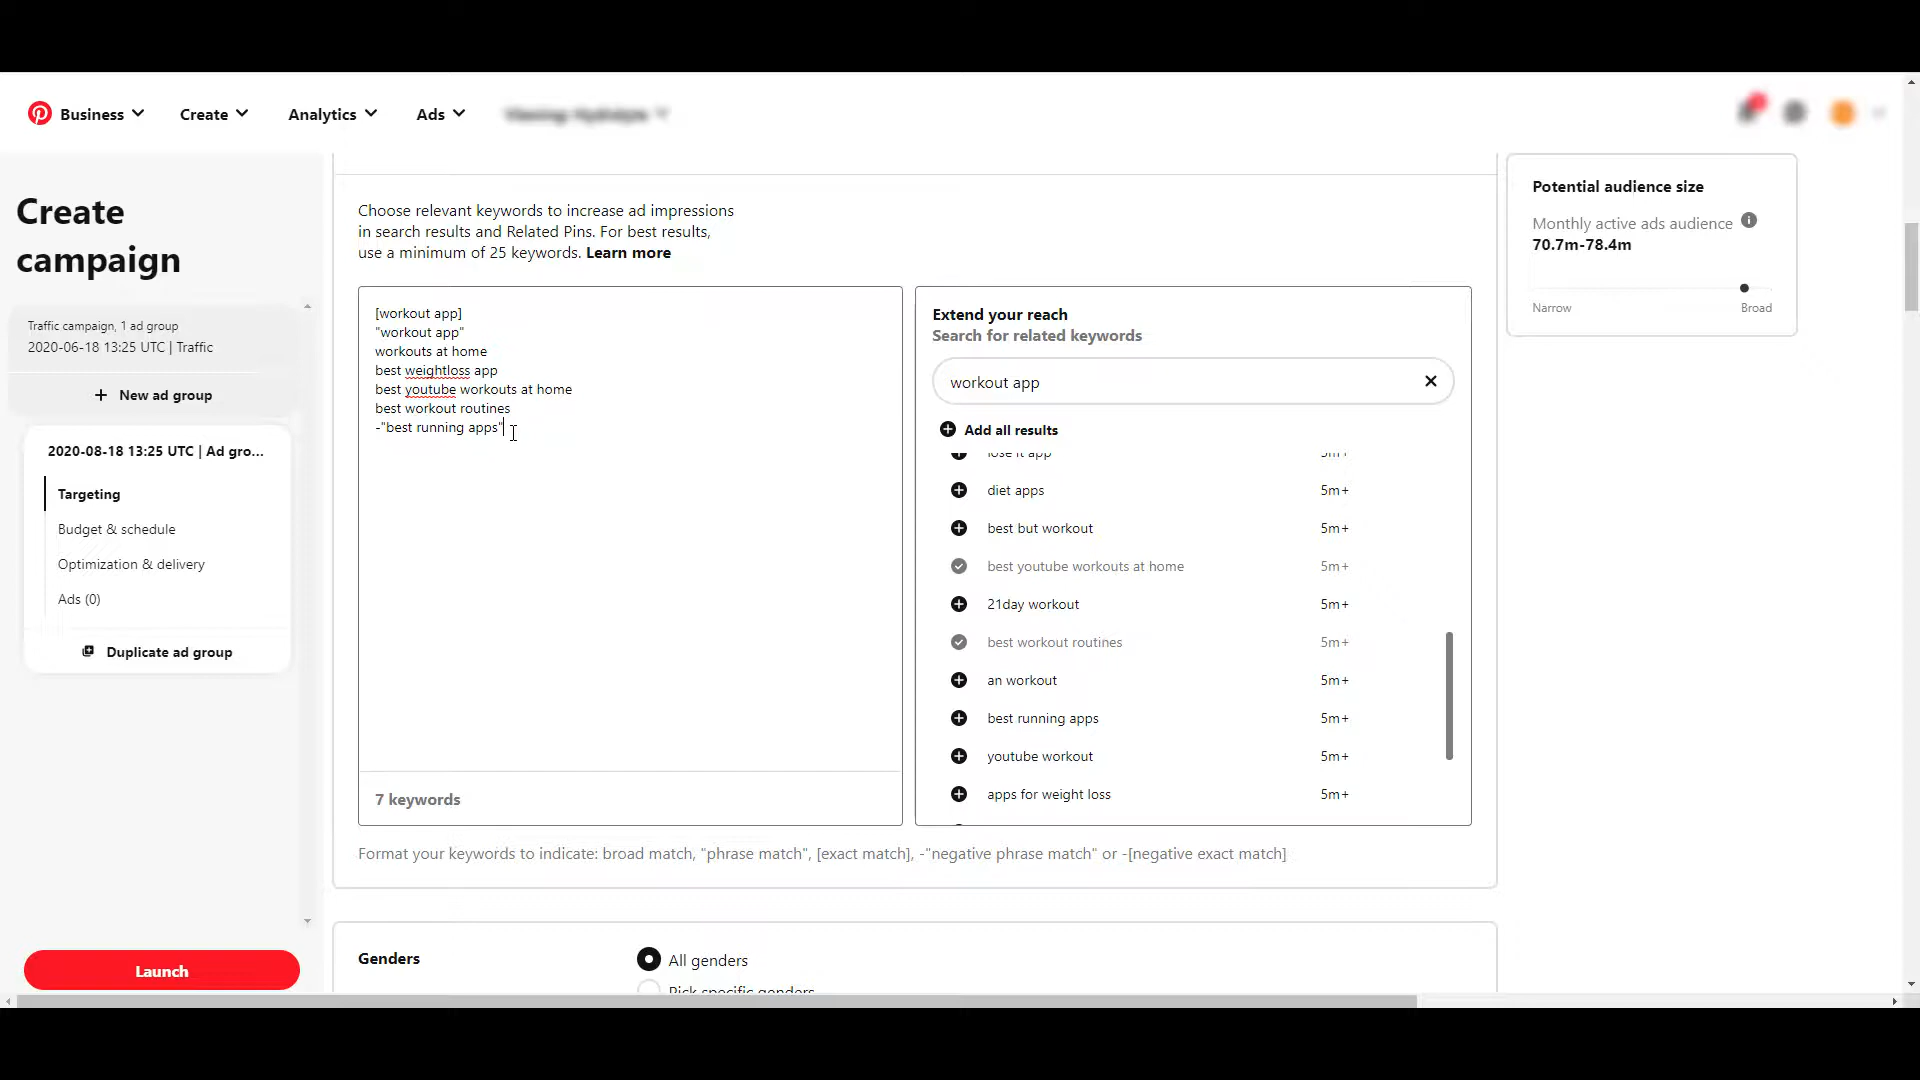 Business
Create
Analytics
Ads
Create
campaign
Traffic campaign, 1 ad group
2020-06-18 13:25 UTC | Traffic
New ad group
2020-08-18 13:25 UTC | Ad gro...
Targeting
Budget & schedule
Optimization & delivery
Ads (0)
Duplicate ad group
Launch
Choose relevant keywords to increase ad impressions
in search results and Related Pins. For best results,
use a minimum of 25 keywords. Learn more
[workout app]
"workout app"
workouts at home
best weightloss app
best youtube workouts at home
best workout routines
-"best running apps"
7 keywords
Extend your reach
Search for related keywords
workout app
Add all results
lose it app 5m+
diet apps 5m+
best but workout 5m+
best youtube workouts at home 5m+
21day workout 5m+
best workout routines 5m+
an workout 5m+
best running apps 5m+
youtube workout 5m+
apps for weight loss 5m+
Format your keywords to indicate: broad match, "phrase match", [exact match], -"negative phrase match" or -[negative exact match]
Genders
All genders
Pick specific genders
Potential audience size
Monthly active ads audience
70.7m-78.4m
Narrow Broad